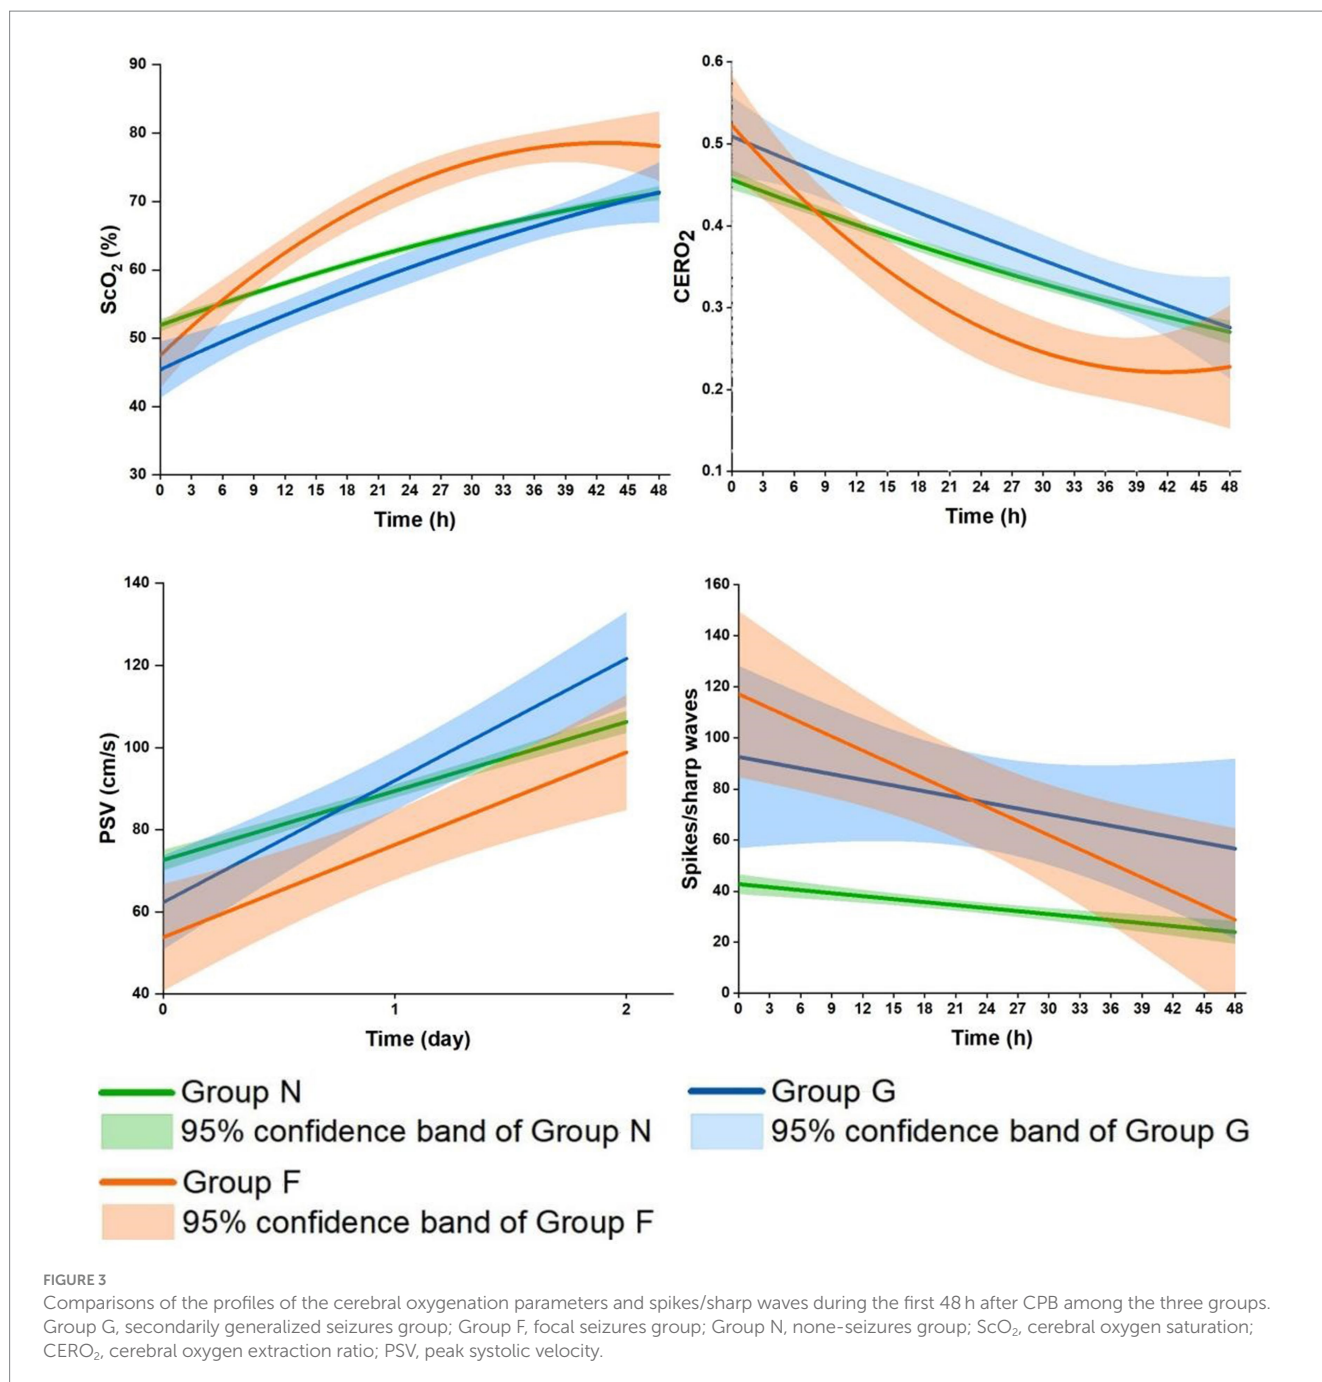 90
80
70
60
50
40
30
ScO₂ (%)
0 3 6 9 12 15 18 21 24 27 30 33 36 39 42 45 48
Time (h)
0.6
0.5
0.4
0.3
0.2
0.1
CERO₂
0 3 6 9 12 15 18 21 24 27 30 33 36 39 42 45 48
Time (h)
140
120
100
80
60
40
PSV (cm/s)
0 1 2
Time (day)
160
140
120
100
80
60
40
20
0
Spikes/sharp waves
0 3 6 9 12 15 18 21 24 27 30 33 36 39 42 45 48
Time (h)
Group N
95% confidence band of Group N
Group G
95% confidence band of Group G
Group F
95% confidence band of Group F
FIGURE 3
Comparisons of the profiles of the cerebral oxygenation parameters and spikes/sharp waves during the first 48 h after CPB among the three groups.
Group G, secondarily generalized seizures group; Group F, focal seizures group; Group N, none-seizures group; ScO₂, cerebral oxygen saturation;
CERO₂, cerebral oxygen extraction ratio; PSV, peak systolic velocity.